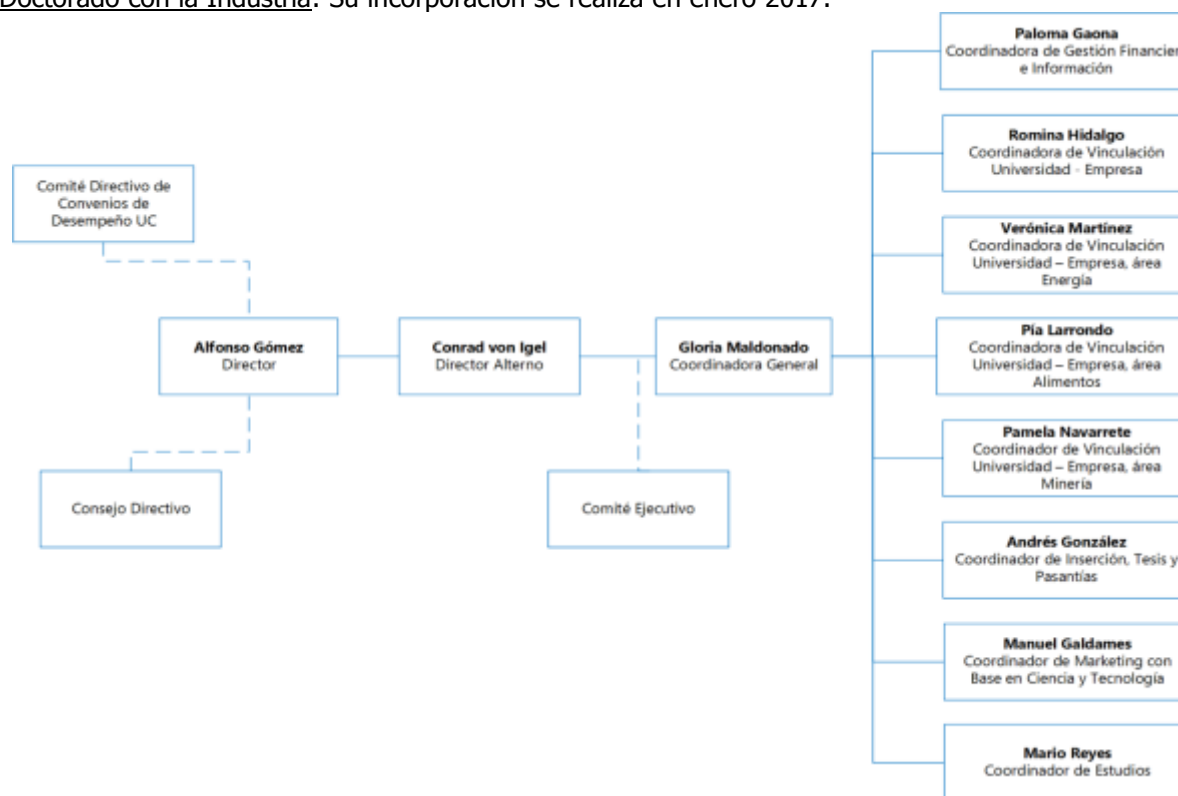 Doctorado con la Industria. Su incorporación se realiza en enero 2017.
Paloma Gaona
Coordinadora de Gestión Financier
e Información
Romina Hidalgo
Coordinadora de Vinculación
Universidad - Empresa
Comité Directivo de
Convenios de
Desempeño UC
Verónica Martínez
Coordinadora de Vinculación
Universidad – Empresa, área
Energía
Alfonso Gómez
Director
Conrad von Igel
Director Alterno
Gloria Maldonado
Coordinadora General
Pía Larrondo
Coordinadora de Vinculación
Universidad – Empresa, área
Alimentos
Pamela Navarrete
Coordinador de Vinculación
Universidad – Empresa, área
Minería
Consejo Directivo
Comité Ejecutivo
Andrés González
Coordinador de Inserción, Tesis y
Pasantías
Manuel Galdames
Coordinador de Marketing con
Base en Ciencia y Tecnología
Mario Reyes
Coordinador de Estudios